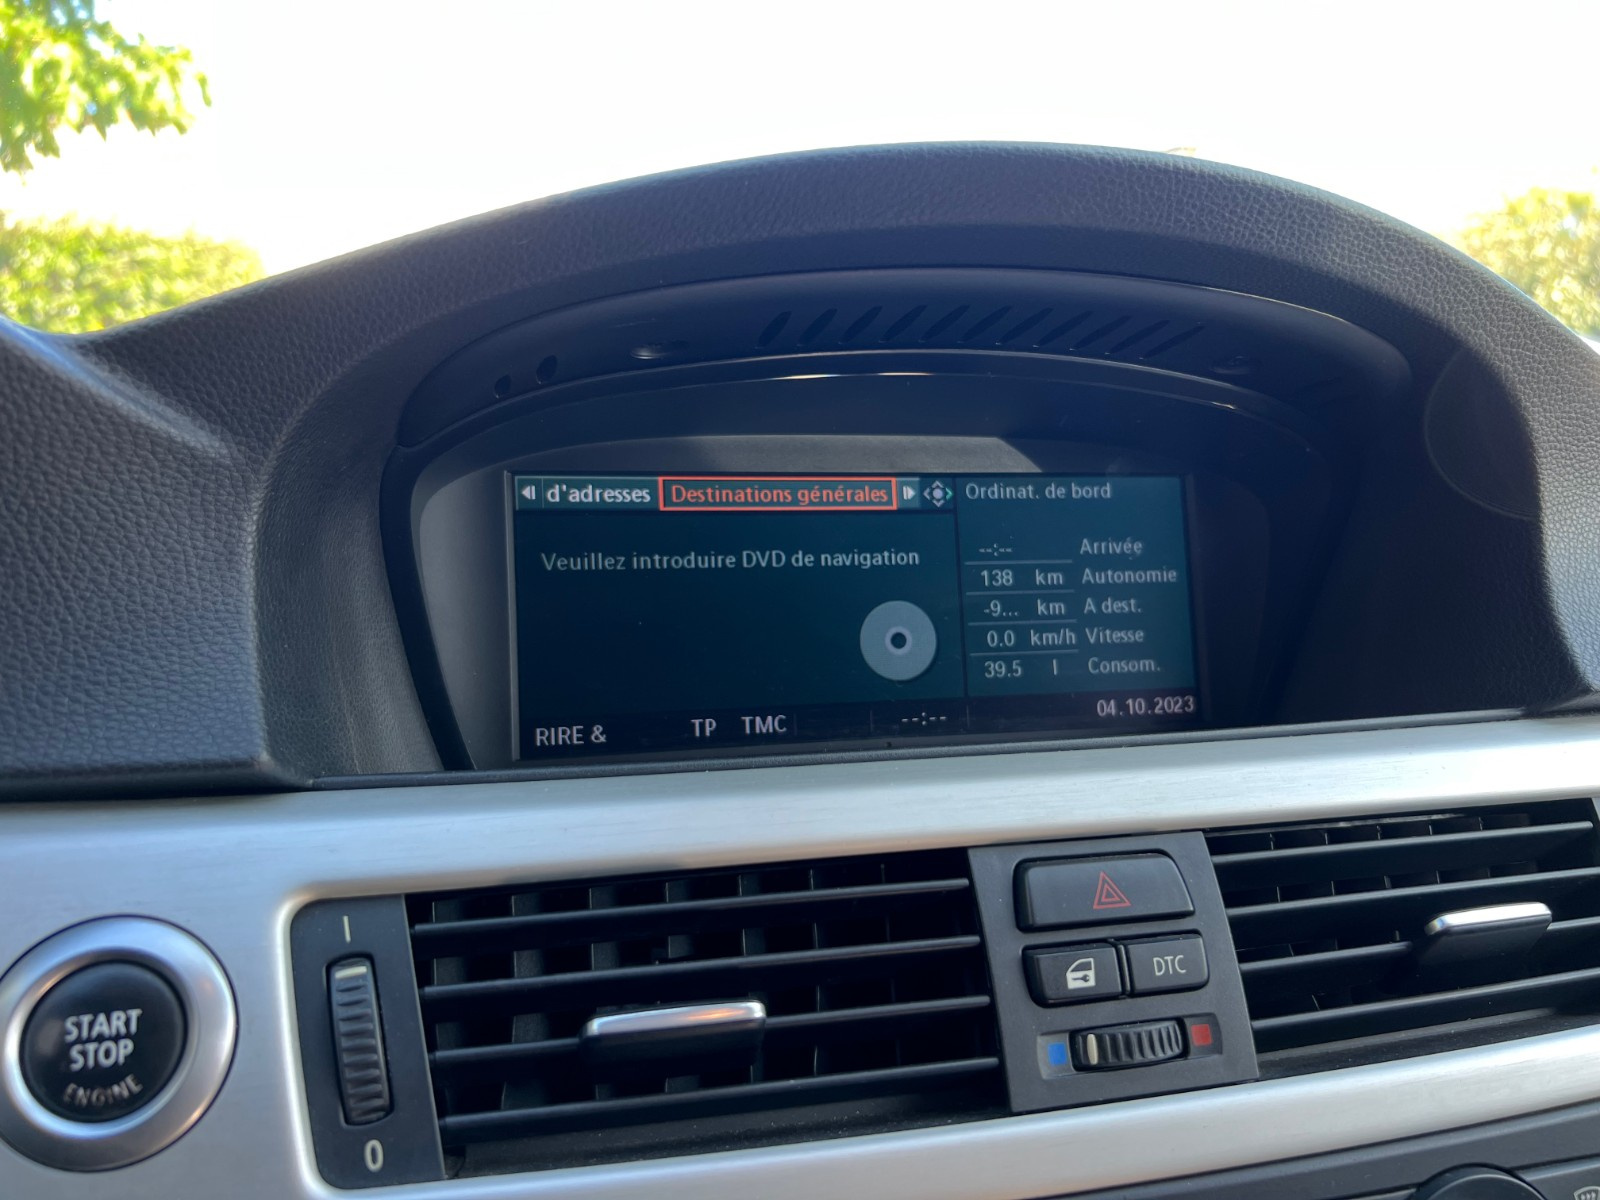 d'adresses Destinations générales Ordinat. de bord
Veuillez introduire DVD de navigation
--:-- Arrivée
138 km Autonomie
-9... km A dest.
0.0 km/h Vitesse
39.5 l Consom.
RIRE & TP TMC --:-- 04.10.2023
START
STOP
ENGINE
I
0
DTC